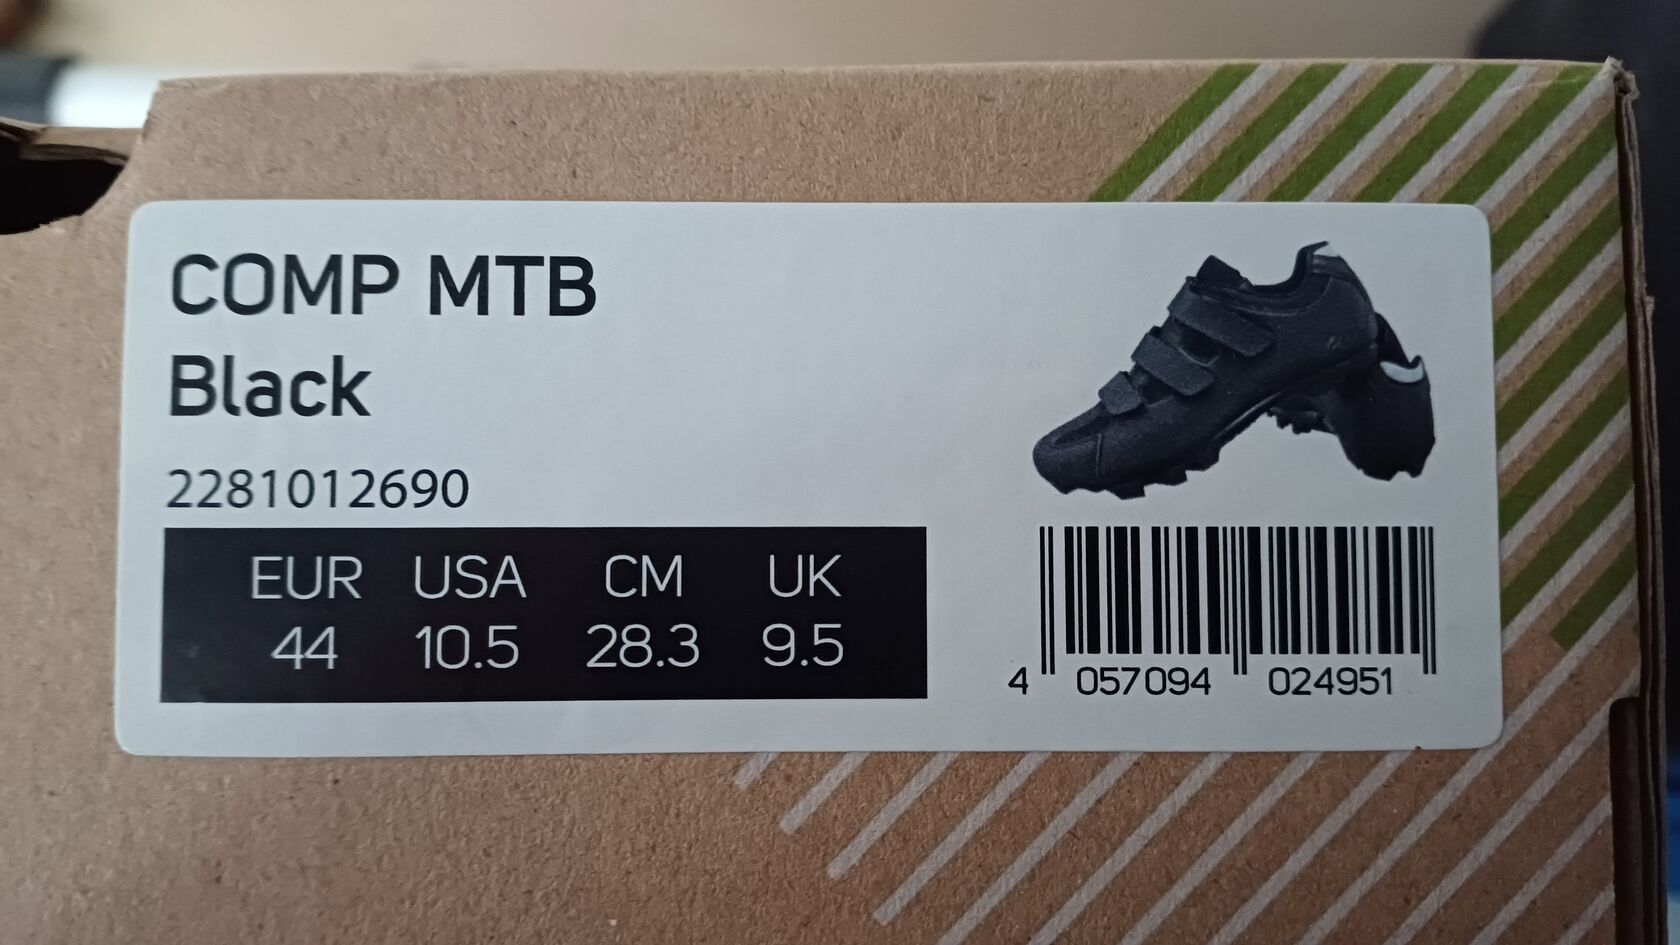 COMP MTB
Black
2281012690
EUR USA CM UK
44 10.5 28.3 9.5
4 057094 024951